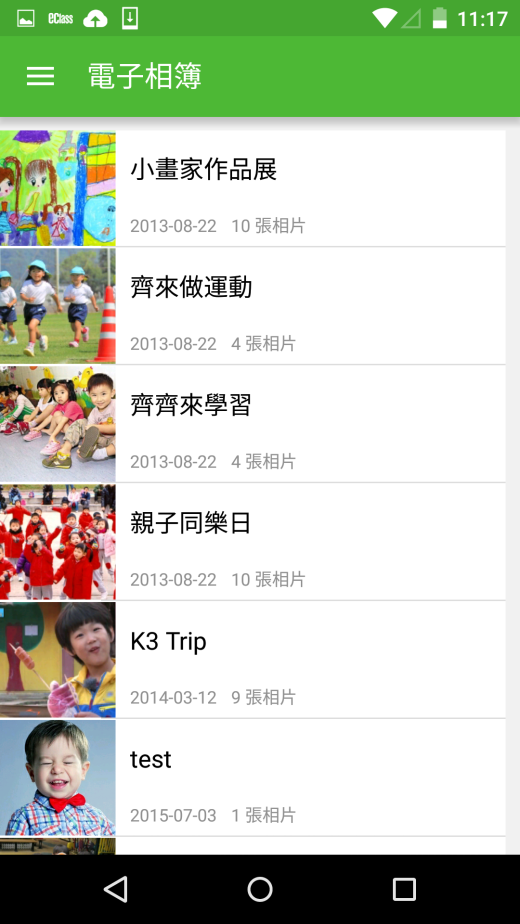 eClass
11:17
電子相簿
小畫家作品展
2013-08-22 10 張相片
齊來做運動
2013-08-22 4 張相片
齊齊來學習
2013-08-22 4 張相片
親子同樂日
2013-08-22 10 張相片
K3 Trip
2014-03-12 9 張相片
test
2015-07-03 1 張相片